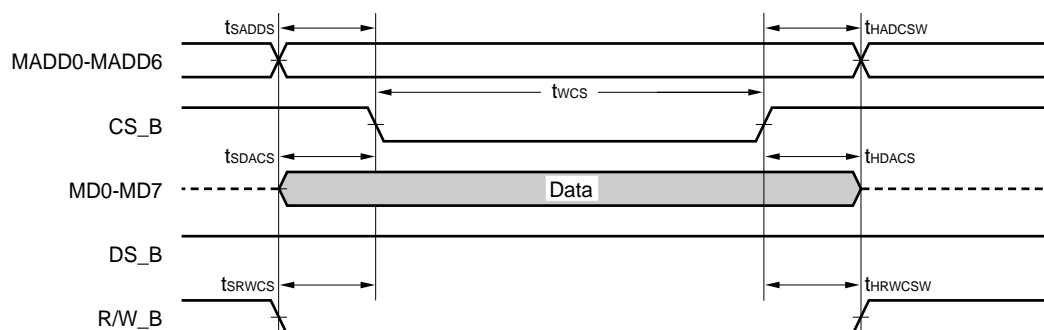 tSADDS tHADCSW
MADD0-MADD6
tWCS
CS_B
tSDACS tHDACS
MD0-MD7 Data
DS_B
tSRWCS tHRWCSW
R/W_B